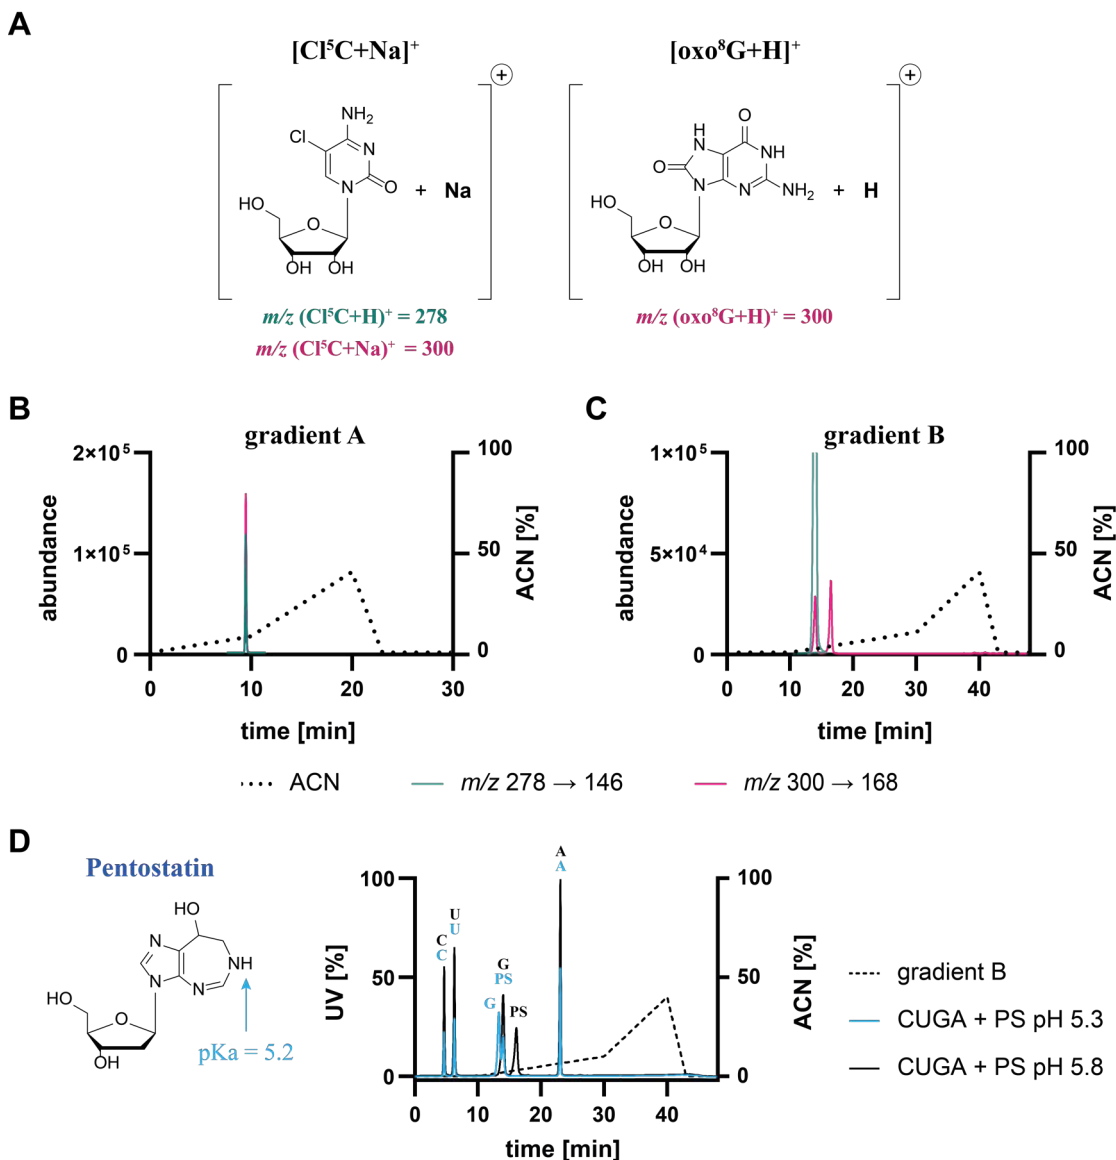 A
[Cl⁵C+Na]⁺
[oxo⁸G+H]⁺
+
+
NH₂
Cl
N
N
O
HO
O
OH
OH
+ Na
O
H
N
NH
O
N
N
NH₂
HO
O
OH
OH
+ H
m/z (Cl⁵C+H)⁺ = 278
m/z (Cl⁵C+Na)⁺ = 300
m/z (oxo⁸G+H)⁺ = 300
B
gradient A
2×10⁵
1×10⁵
0
abundance
100
50
0
ACN [%]
0
10
20
30
time [min]
C
gradient B
1×10⁵
5×10⁴
0
abundance
100
50
0
ACN [%]
0
10
20
30
40
time [min]
ACN
m/z 278 → 146
m/z 300 → 168
D
Pentostatin
HO
N
NH
N
N
HO
O
OH
pKa = 5.2
100
50
0
UV [%]
C
C
U
U
G
PS
G
PS
A
A
100
50
0
ACN [%]
0
10
20
30
40
time [min]
gradient B
CUGA + PS pH 5.3
CUGA + PS pH 5.8